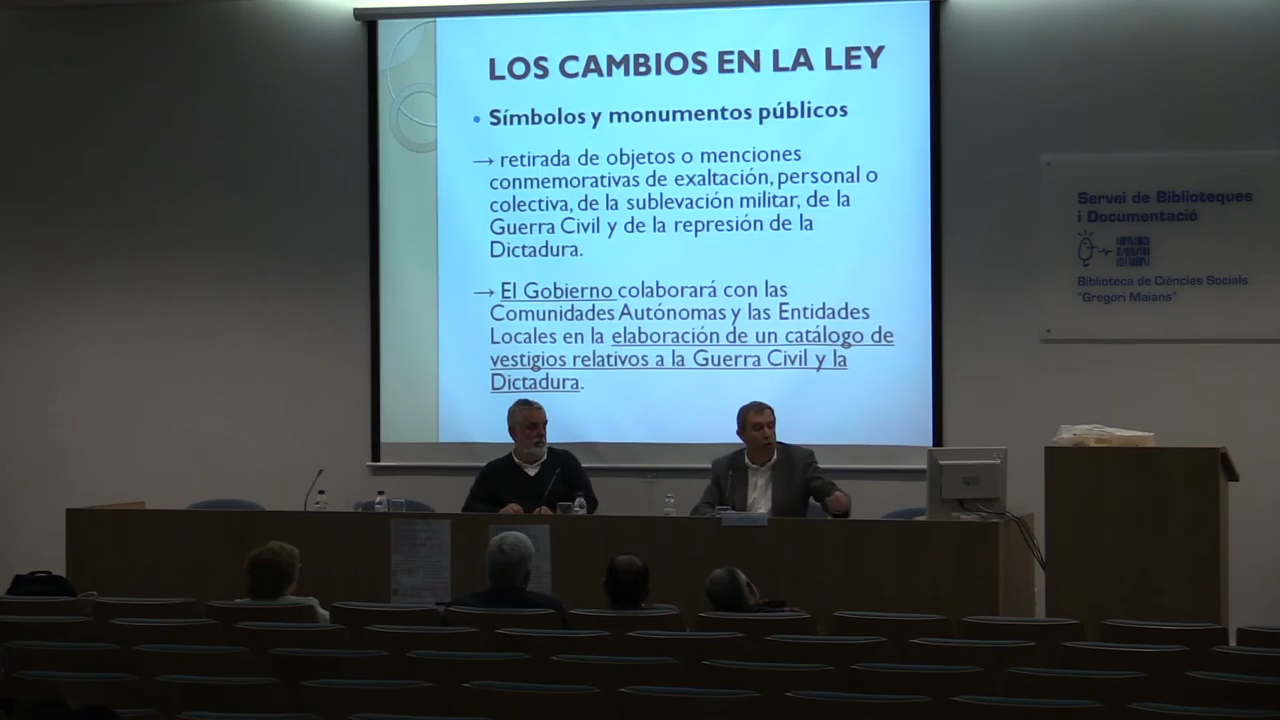 LOS CAMBIOS EN LA LEY
• Símbolos y monumentos públicos
→ retirada de objetos o menciones
conmemorativas de exaltación, personal o
colectiva, de la sublevación militar, de la
Guerra Civil y de la represión de la
Dictadura.
→ El Gobierno colaborará con las
Comunidades Autónomas y las Entidades
Locales en la elaboración de un catálogo de
vestigios relativos a la Guerra Civil y la
Dictadura.
Servei de Biblioteques
i Documentació
Biblioteca de Ciències Socials
"Gregori Maians"